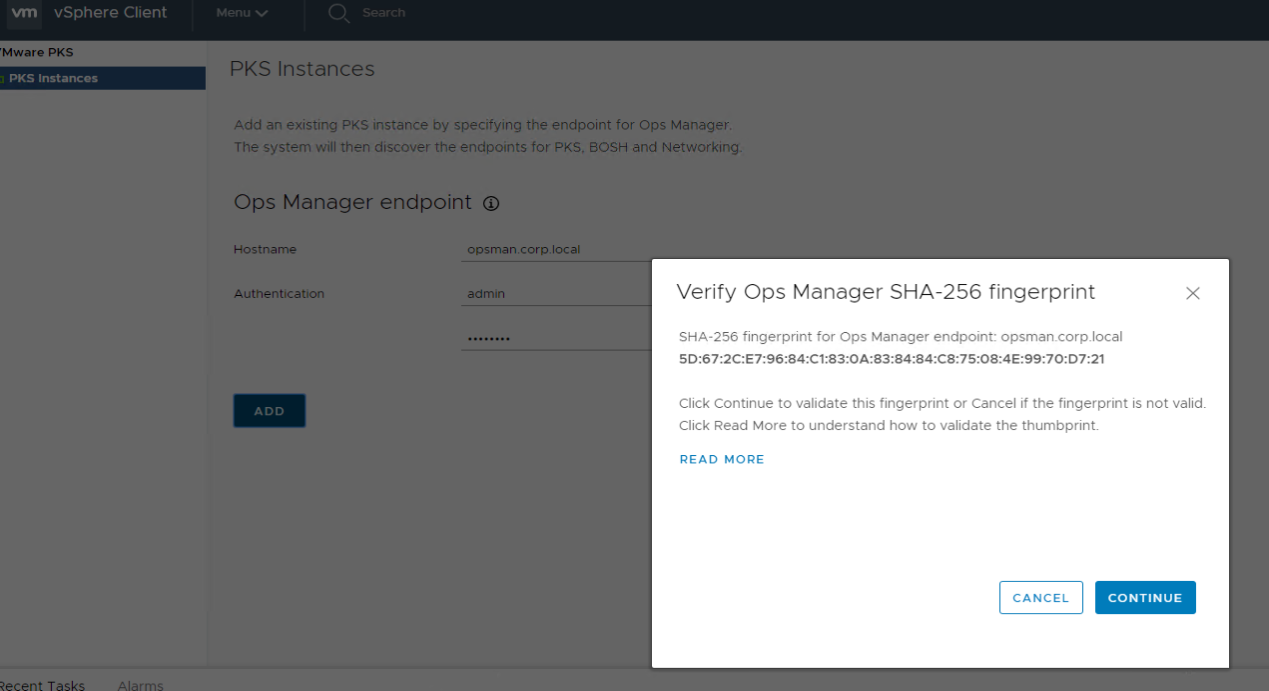 vm vSphere Client Menu Search
VMware PKS
PKS Instances
PKS Instances
Add an existing PKS instance by specifying the endpoint for Ops Manager.
The system will then discover the endpoints for PKS, BOSH and Networking.
Ops Manager endpoint
Hostname opsman.corp.local
Authentication admin
••••••••
ADD
Verify Ops Manager SHA-256 fingerprint
SHA-256 fingerprint for Ops Manager endpoint: opsman.corp.local
5D:67:2C:E7:96:84:C1:83:0A:83:84:84:C8:75:08:4E:99:70:D7:21
Click Continue to validate this fingerprint or Cancel if the fingerprint is not valid.
Click Read More to understand how to validate the thumbprint.
READ MORE
CANCEL CONTINUE
Recent Tasks Alarms